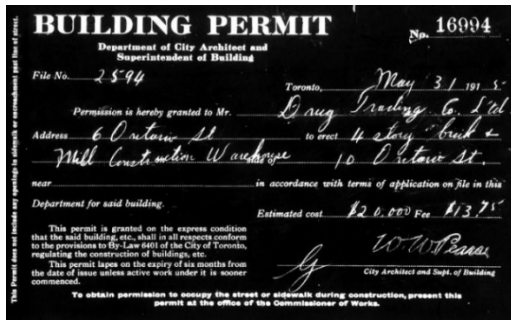 BUILDING PERMIT
No. 16994
Department of City Architect and
Superintendent of Building
File No. 2594
Toronto, May 31 1915
Permission is hereby granted to Mr. Drug Trading Co. L'td
Address 6 Ontario St to erect 4 story brick &
Mill Construction Warehouse of 10 Ontario St.
near in accordance with terms of application on file in this
Department for said building.
Estimated cost $20,000 Fee $13.75
This permit is granted on the express condition
that the said building, etc., shall in all respects conform
to the provisions to By-Law 6401 of the City of Toronto,
regulating the construction of buildings, etc.
This permit lapses on the expiry of six months from
the date of issue unless active work under it is sooner
commenced.
W W Pearse
City Architect and Supt. of Building
To obtain permission to occupy the street or sidewalk during construction, present this
permit at the office of the Commissioner of Works.
This Permit does not include any openings to sidewalk or encroachment past line of street.